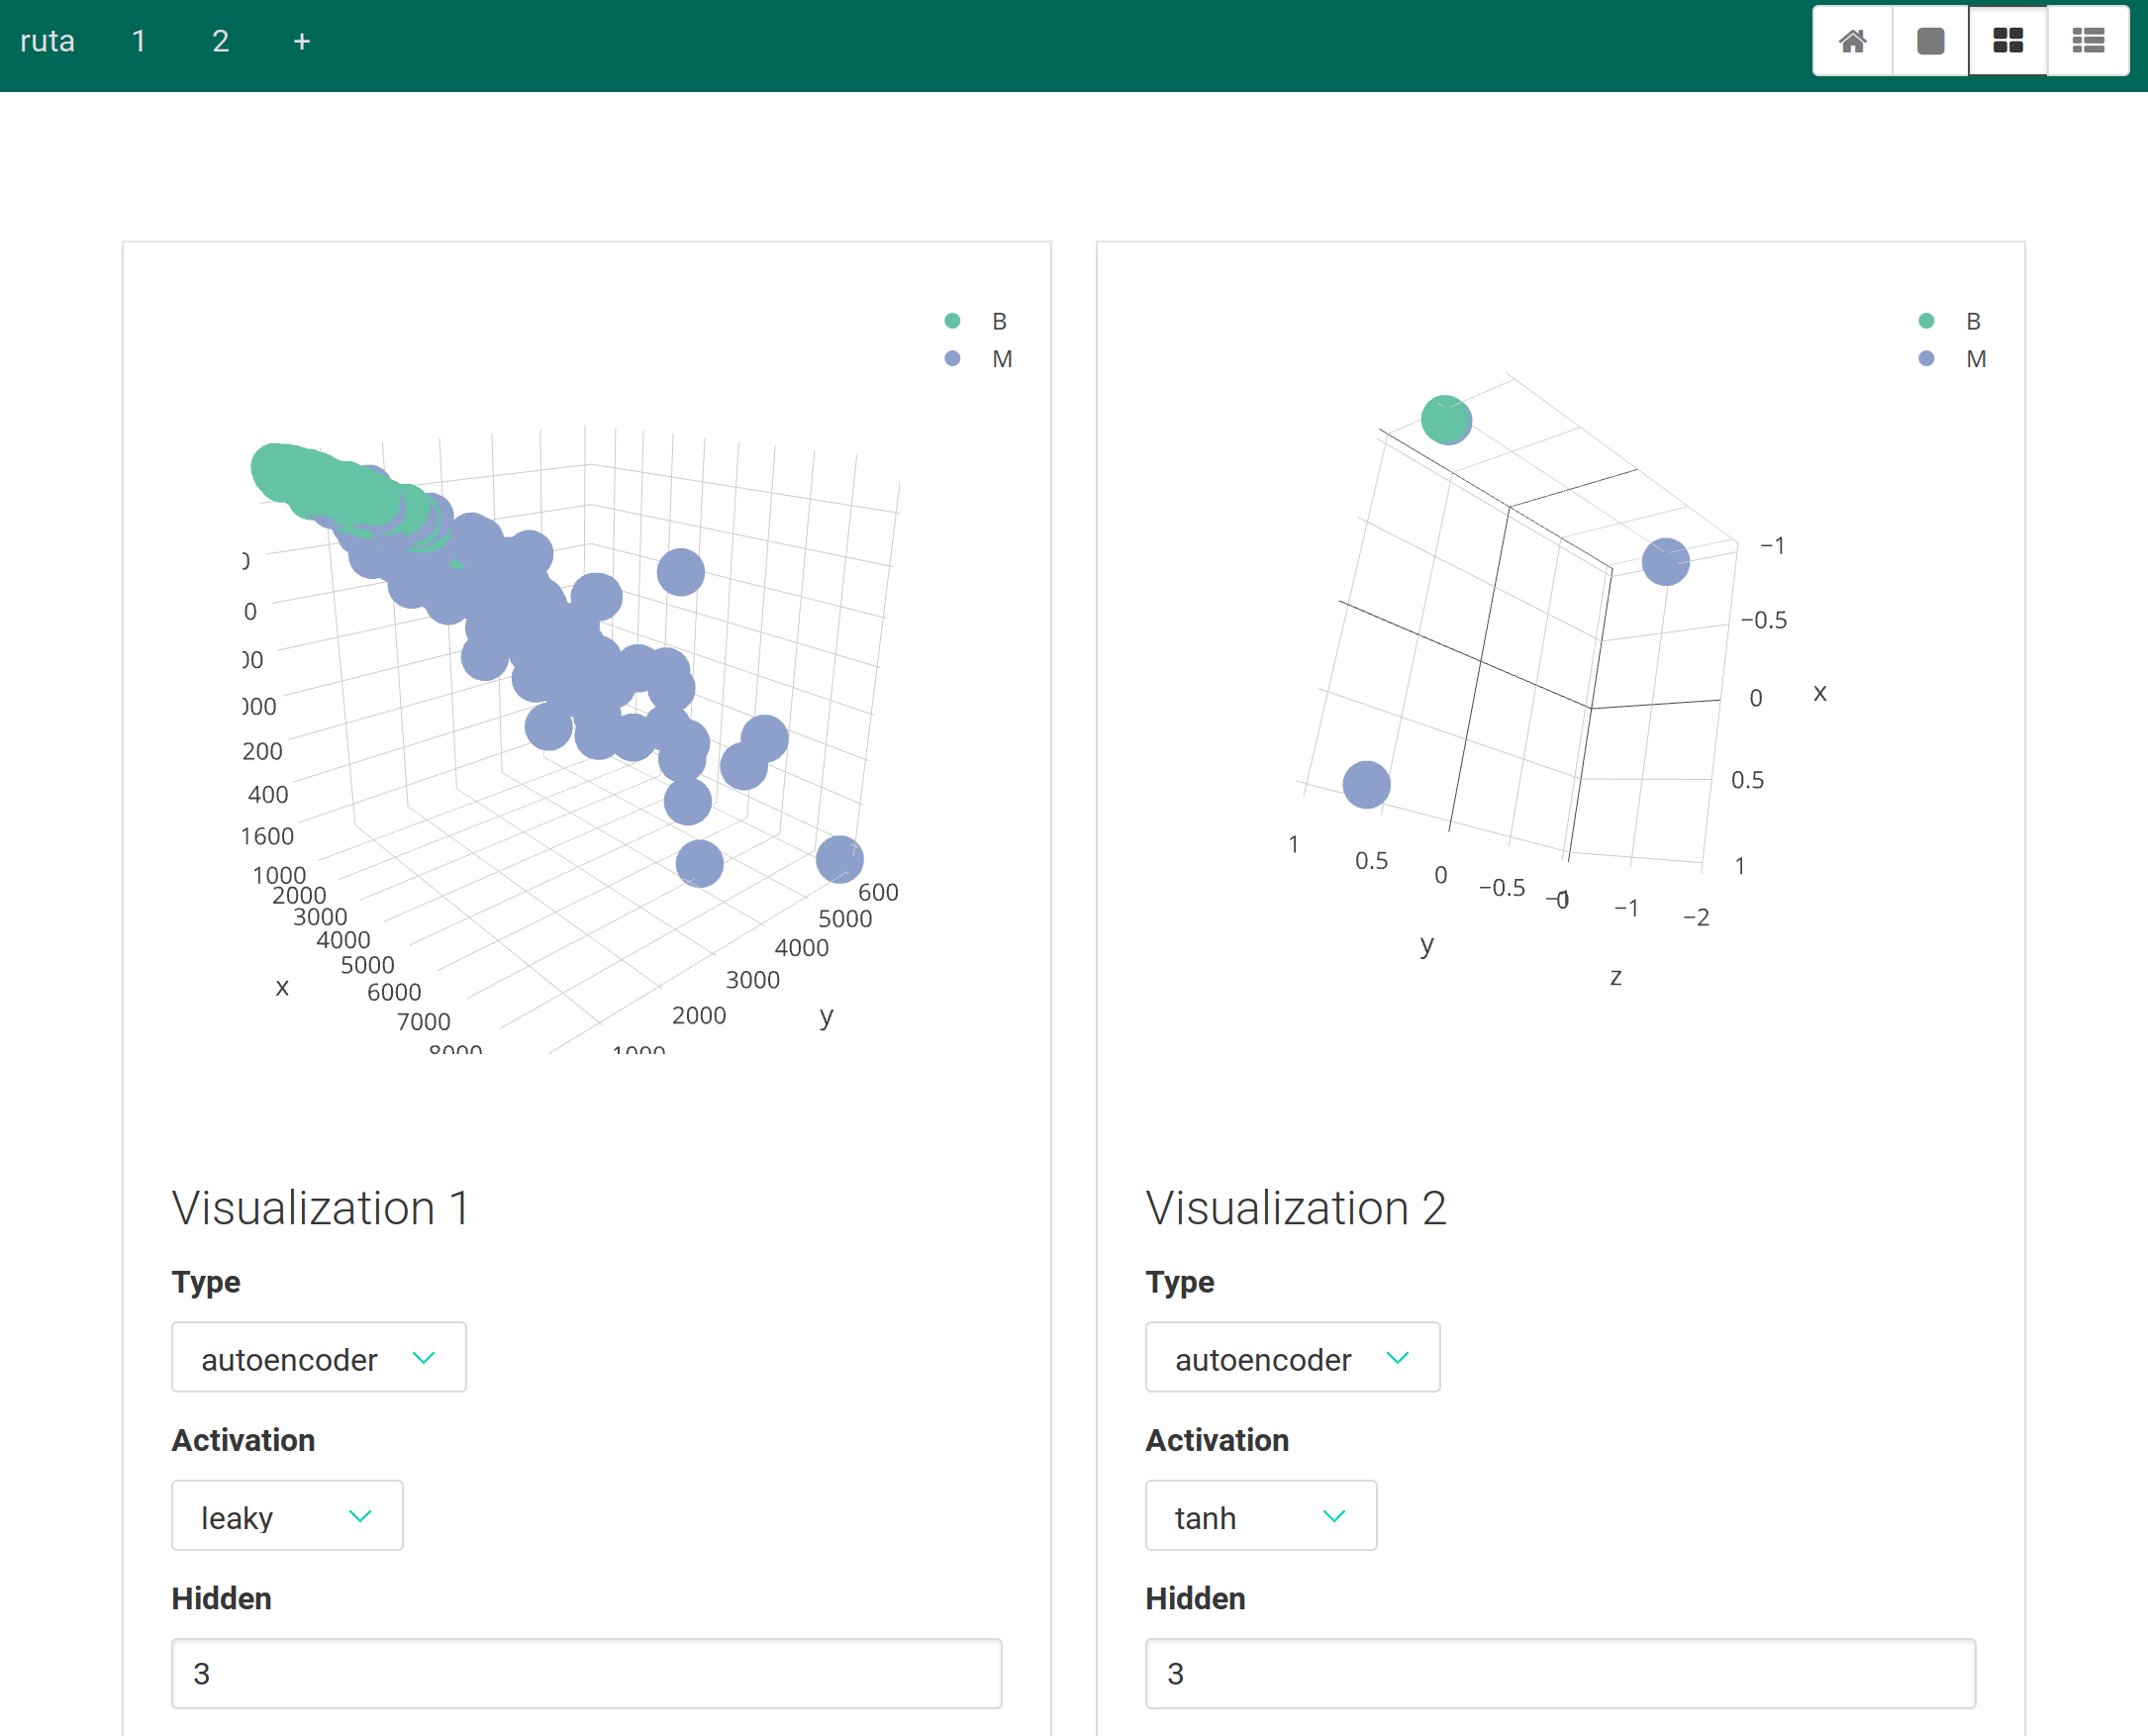 ruta 1 2 +
B
M
0
00
200
400
1600
1000
2000
3000
4000
5000
6000
7000
8000
x
600
5000
4000
3000
2000
1000
y
B
M
−1
−0.5
0
0.5
1
x
1
0.5
0
−0.5
−1
0
−1
−2
y
z
Visualization 1
Type
autoencoder
Activation
leaky
Hidden
3
Visualization 2
Type
autoencoder
Activation
tanh
Hidden
3